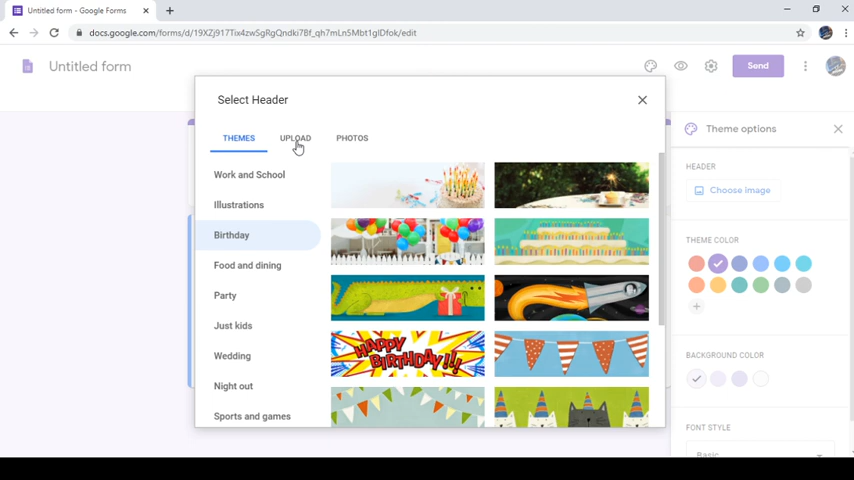 Untitled form - Google Forms
docs.google.com/forms/d/19XZj917Tix4zwSgRgQndki7Bf_qh7mLn5Mbt1glDfok/edit
Untitled form
Send
Select Header
THEMES UPLOAD PHOTOS
Work and School
Illustrations
Birthday
Food and dining
Party
Just kids
Wedding
Night out
Sports and games
HAPPY BIRTHDAY!!!
Theme options
HEADER
Choose image
THEME COLOR
BACKGROUND COLOR
FONT STYLE
Basic